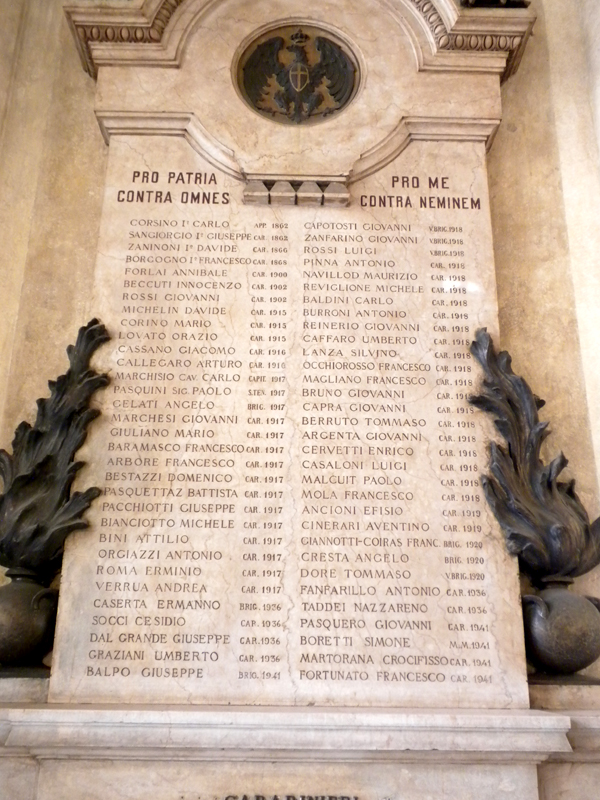 PRO PATRIA
CONTRA OMNES
PRO ME
CONTRA NEMINEM
CORSINO Iº CARLO APP. 1862
SANGIORGIO Iº GIUSEPPE CAR. 1862
ZANINONI Iº DAVIDE CAR. 1866
BORGOGNO Iº FRANCESCO CAR. 1868
FORLAI ANNIBALE CAR. 1900
BECCUTI INNOCENZO CAR. 1902
ROSSI GIOVANNI CAR. 1902
MICHELIN DAVIDE CAR. 1915
CORINO MARIO CAR. 1915
LOVATO ORAZIO CAR. 1915
CASSANO GIACOMO CAR. 1916
CALLEGARO ARTURO CAR. 1916
MARCHISIO CAV. CARLO CAPIT. 1917
PASQUINI SIG. PAOLO S.TEN. 1917
GELATI ANGELO BRIG. 1917
MARCHESI GIOVANNI CAR. 1917
GIULIANO MARIO CAR. 1917
BARAMASCO FRANCESCO CAR. 1917
ARBORE FRANCESCO CAR. 1917
BESTAZZI DOMENICO CAR. 1917
PASQUETTAZ BATTISTA CAR. 1917
PACCHIOTTI GIUSEPPE CAR. 1917
BIANCIOTTO MICHELE CAR. 1917
BINI ATTILIO CAR. 1917
ORGIAZZI ANTONIO CAR. 1917
ROMA ERMINIO CAR. 1917
VERRUA ANDREA CAR. 1917
CASERTA ERMANNO BRIG. 1936
SOCCI CESIDIO CAR. 1936
DAL GRANDE GIUSEPPE CAR. 1936
GRAZIANI UMBERTO CAR. 1936
BALPO GIUSEPPE BRIG. 1941
CAPOTOSTI GIOVANNI V.BRIG. 1918
ZANFARINO GIOVANNI V.BRIG. 1918
ROSSI LUIGI V.BRIG. 1918
PINNA ANTONIO CAR. 1918
NAVILLOD MAURIZIO CAR. 1918
REVIGLIONE MICHELE CAR. 1918
BALDINI CARLO CAR. 1918
BURRONI ANTONIO CAR. 1918
REINERIO GIOVANNI CAR. 1918
CAFFARO UMBERTO CAR. 1918
LANZA SILVINO CAR. 1918
OCCHIOROSSO FRANCESCO CAR. 1918
MAGLIANO FRANCESCO CAR. 1918
BRUNO GIOVANNI CAR. 1918
CAPRA GIOVANNI CAR. 1918
BERRUTO TOMMASO CAR. 1918
ARGENTA GIOVANNI CAR. 1918
CERVETTI ENRICO CAR. 1918
CASALONI LUIGI CAR. 1918
MALGUIT PAOLO CAR. 1918
MOLA FRANCESCO CAR. 1918
ANCIONI EFISIO CAR. 1919
CINERARI AVENTINO CAR. 1919
GIANNOTTI-COIRAS FRANC. BRIG. 1920
CRESTA ANGELO BRIG. 1920
DORE TOMMASO V.BRIG. 1920
FANFARILLO ANTONIO CAR. 1936
TADDEI NAZZARENO CAR. 1936
PASQUERO GIOVANNI CAR. 1941
BORETTI SIMONE M.M. 1941
MARTORANA CROCIFISSO CAR. 1941
FORTUNATO FRANCESCO CAR. 1941
CARABINIERI